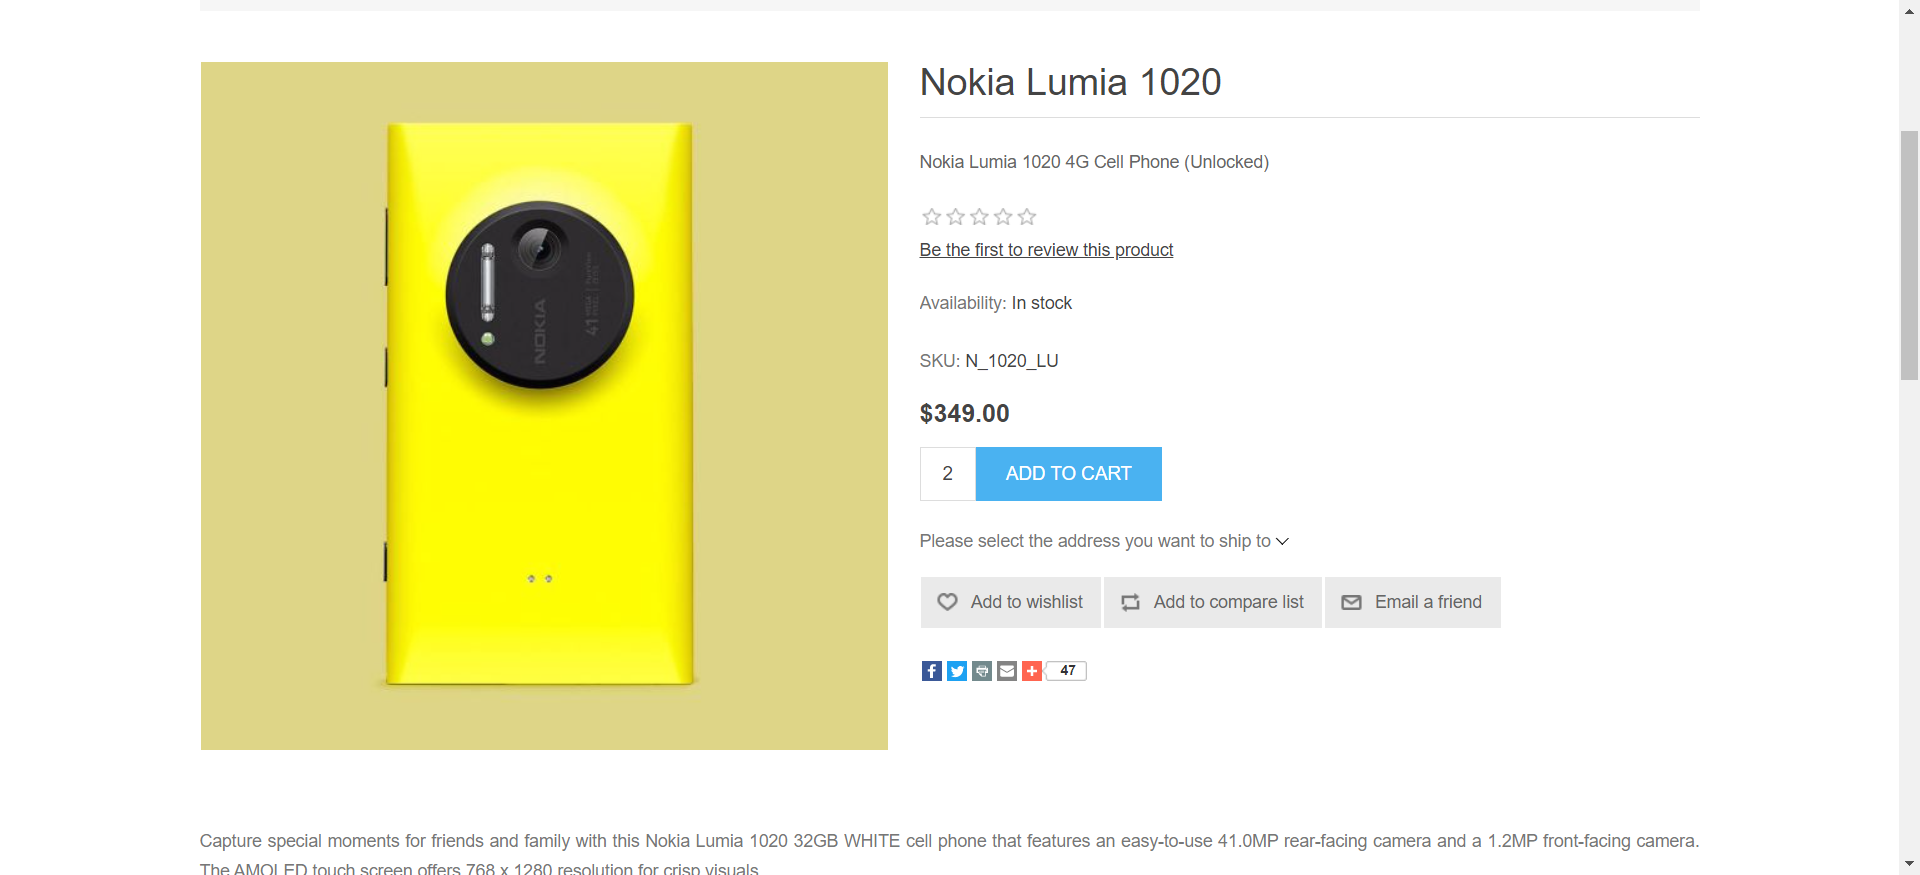 Nokia Lumia 1020
Nokia Lumia 1020 4G Cell Phone (Unlocked)
Be the first to review this product
Availability: In stock
SKU: N_1020_LU
$349.00
2 ADD TO CART
Please select the address you want to ship to
Add to wishlist Add to compare list Email a friend
47
NOKIA
41
Capture special moments for friends and family with this Nokia Lumia 1020 32GB WHITE cell phone that features an easy-to-use 41.0MP rear-facing camera and a 1.2MP front-facing camera.
The AMOLED touch screen offers 768 x 1280 resolution for crisp visuals